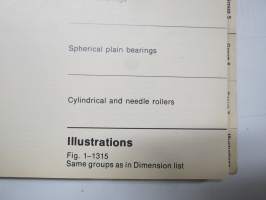 Spherical plain bearings
Cylindrical and needle rollers
Illustrations
Fig. 1–1315
Same groups as in Dimension list